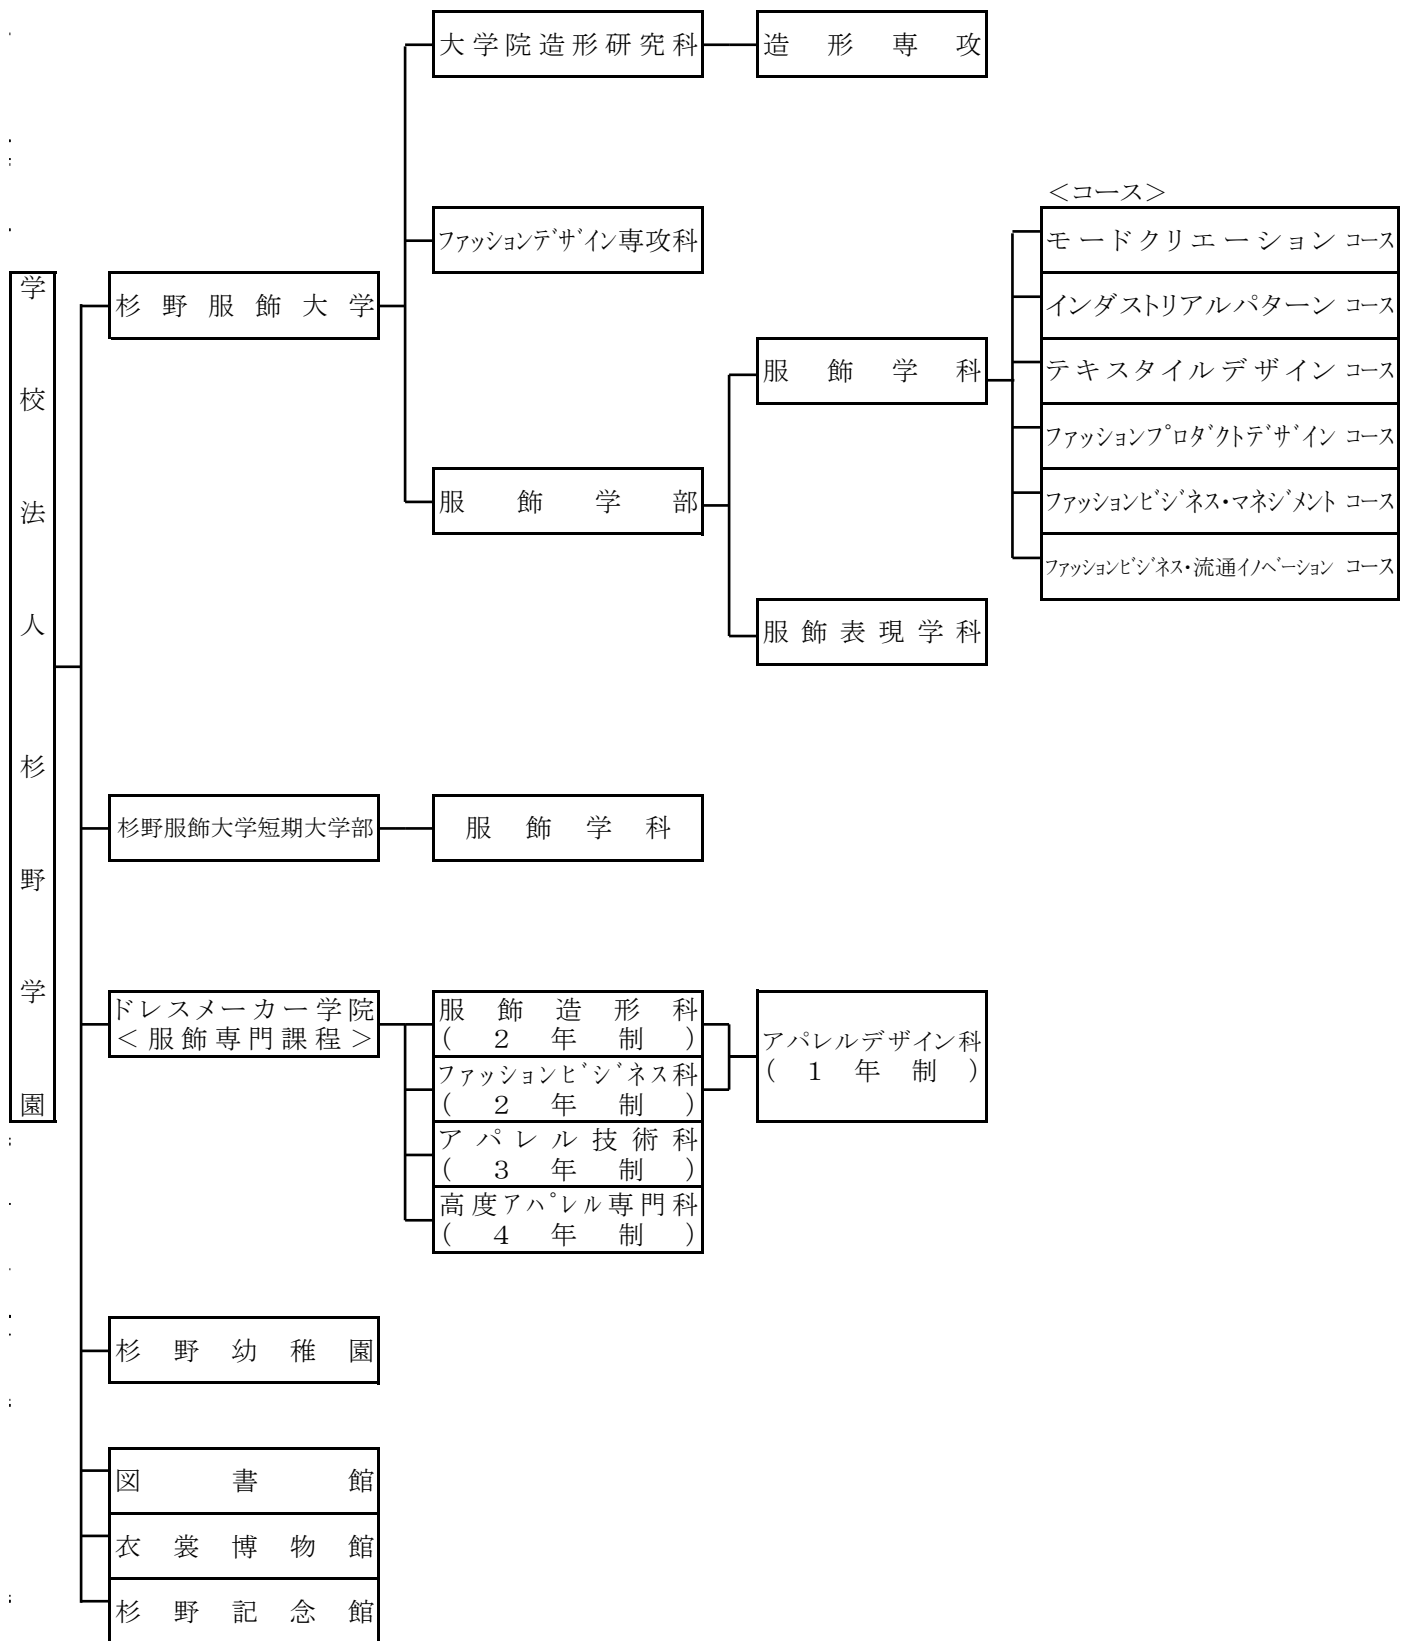 学校法人杉野学園
杉野服飾大学
大学院造形研究科
造形専攻
ファッションデザイン専攻科
服飾学部
服飾学科
<コース>
モードクリエーション コース
インダストリアルパターン コース
テキスタイルデザイン コース
ファッションプロダクトデザイン コース
ファッションビジネス・マネジメント コース
ファッションビジネス・流通イノベーション コース
服飾表現学科
杉野服飾大学短期大学部
服飾学科
ドレスメーカー学院
<服飾専門課程>
服飾造形科
(2年制)
ファッションビジネス科
(2年制)
アパレル技術科
(3年制)
高度アパレル専門科
(4年制)
アパレルデザイン科
(1年制)
杉野幼稚園
図書館
衣裳博物館
杉野記念館